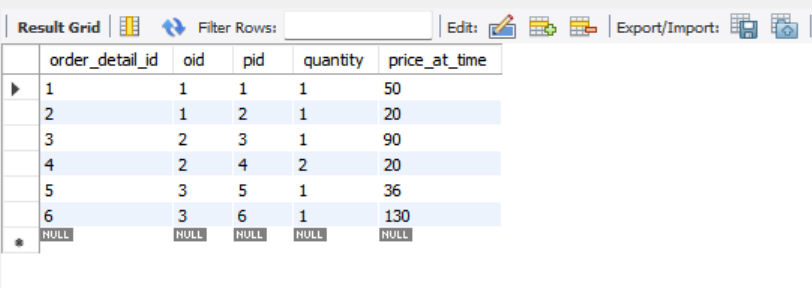 Result Grid Filter Rows: Edit: Export/Import:
order_detail_id oid pid quantity price_at_time
1 1 1 1 50
2 1 2 1 20
3 2 3 1 90
4 2 4 2 20
5 3 5 1 36
6 3 6 1 130
NULL NULL NULL NULL NULL